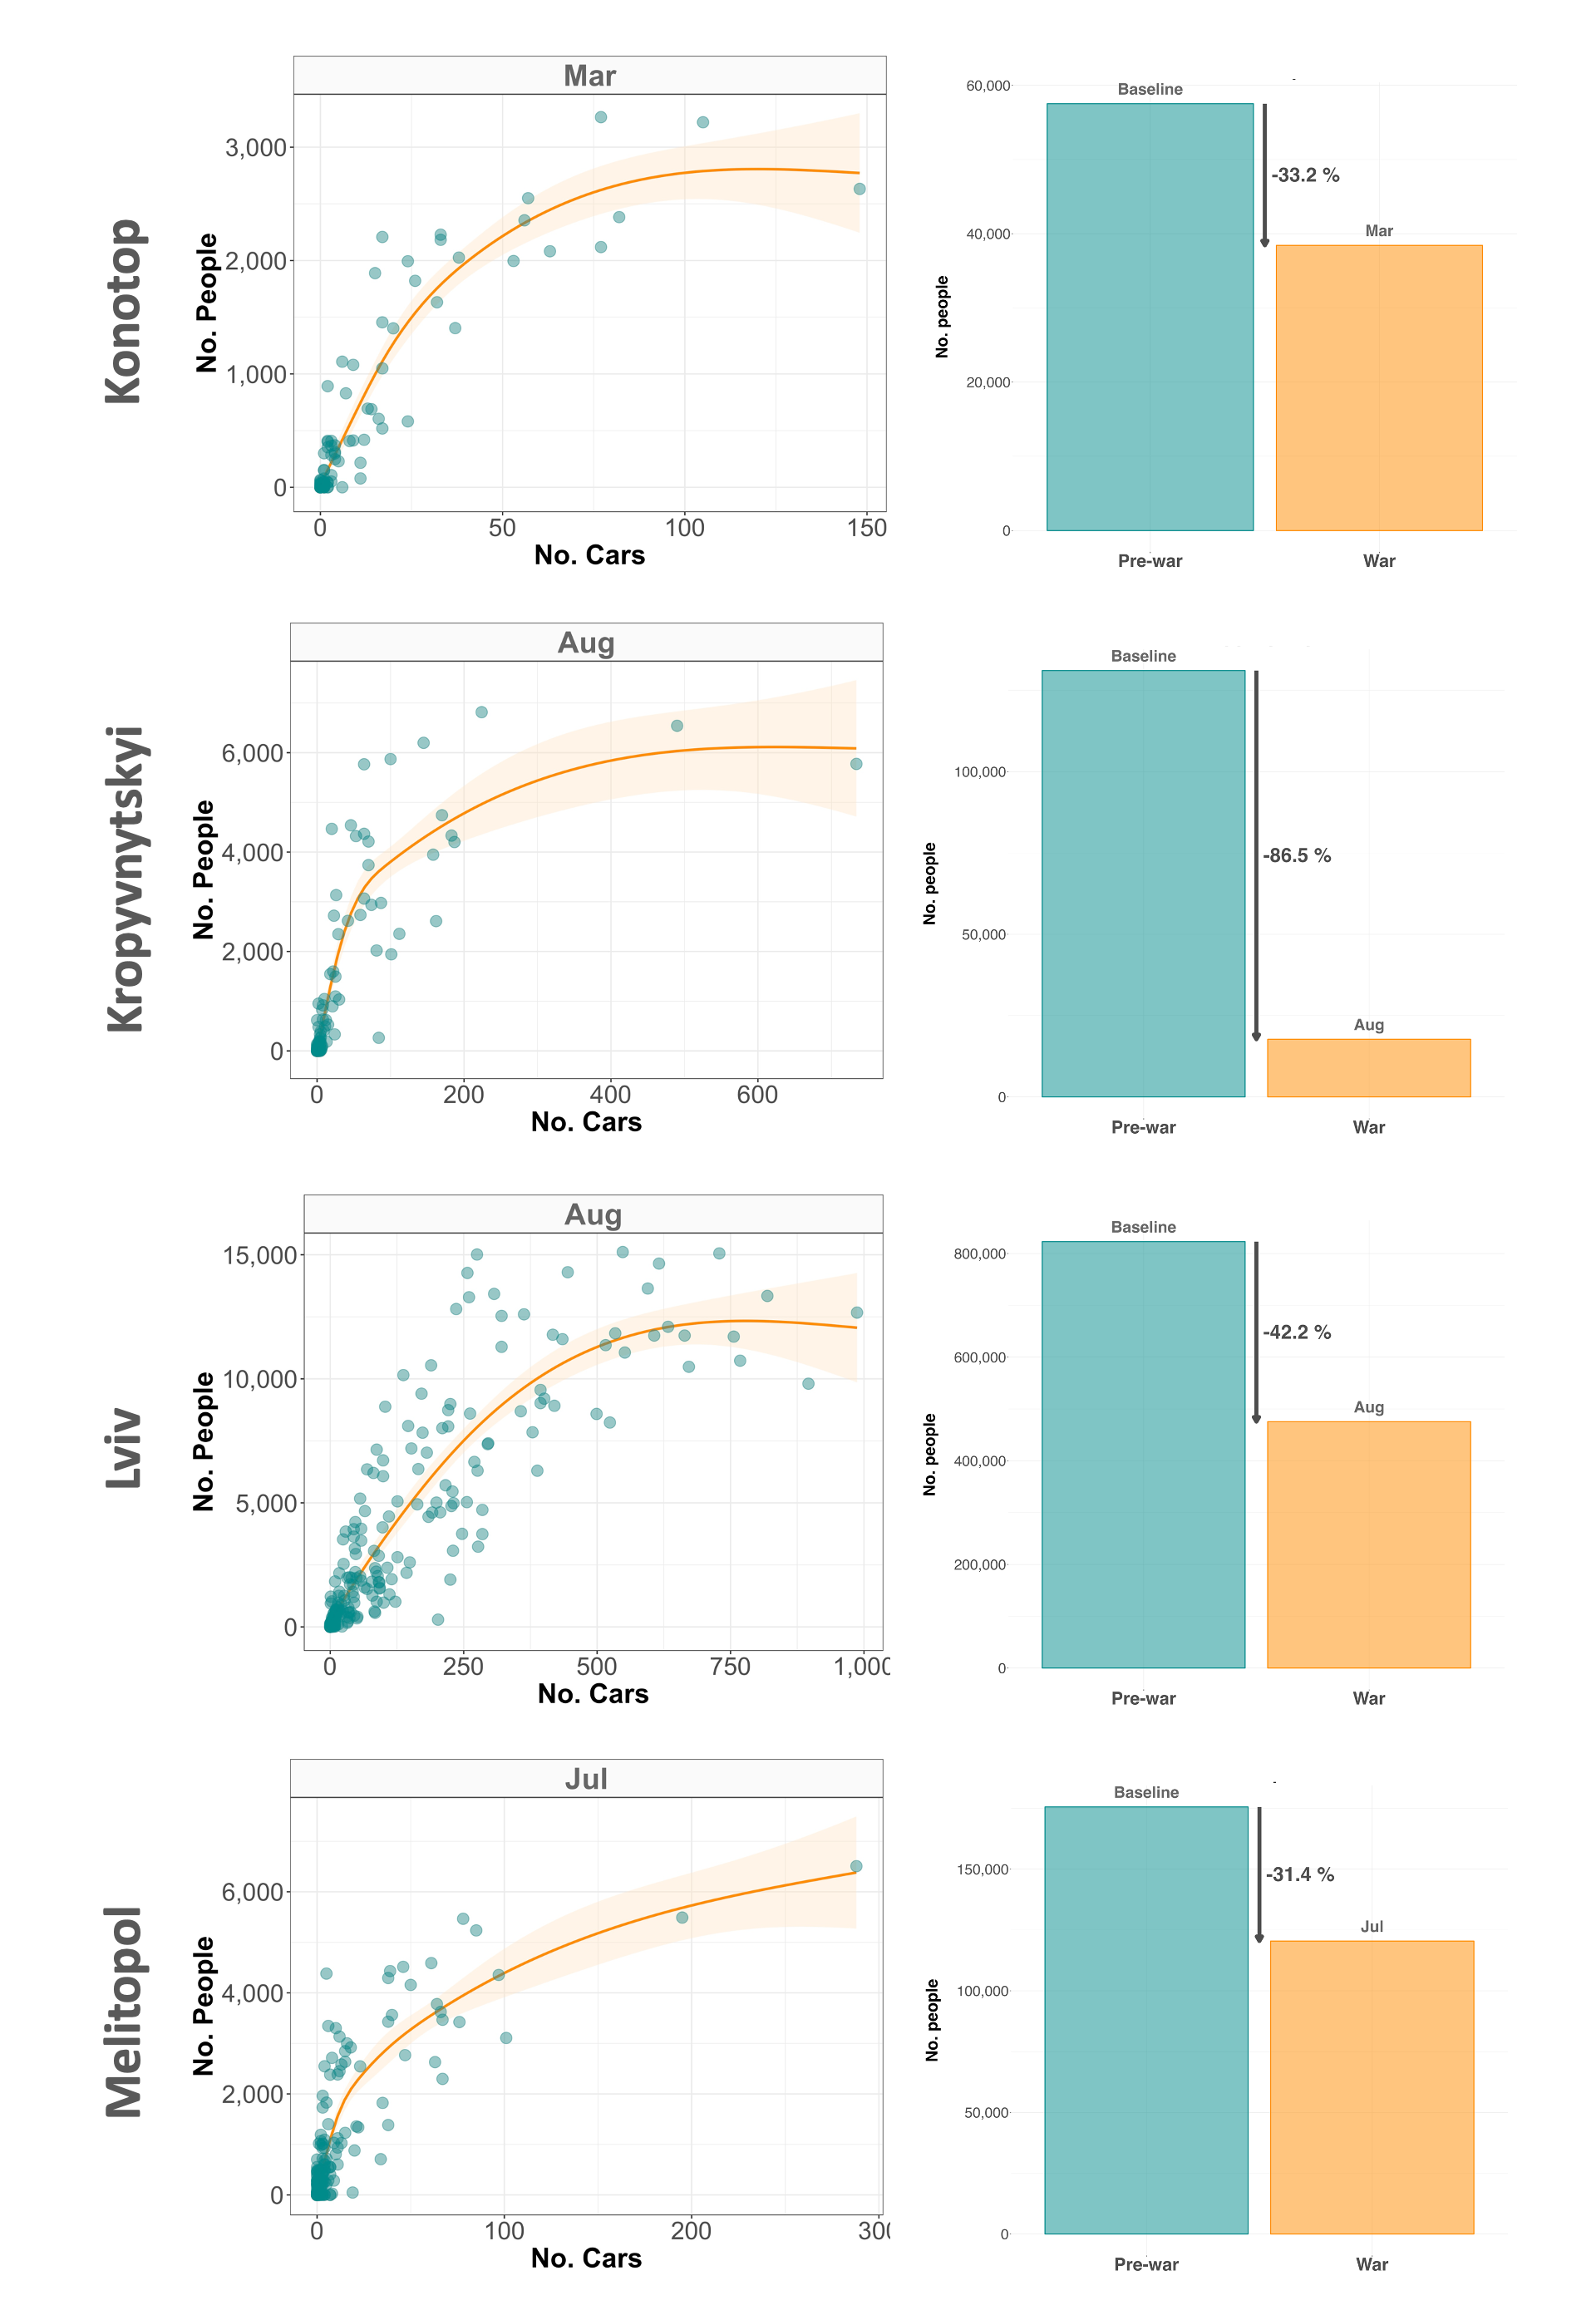 Konotop
Mar
3,000
2,000
1,000
0
No. People
0 50 100 150
No. Cars
60,000
40,000
20,000
0
No. people
Baseline
-33.2 %
Mar
Pre-war War
Kropyvnytskyi
Aug
6,000
4,000
2,000
0
No. People
0 200 400 600
No. Cars
100,000
50,000
0
No. people
Baseline
-86.5 %
Aug
Pre-war War
Lviv
Aug
15,000
10,000
5,000
0
No. People
0 250 500 750 1,000
No. Cars
800,000
600,000
400,000
200,000
0
No. people
Baseline
-42.2 %
Aug
Pre-war War
Melitopol
Jul
6,000
4,000
2,000
0
No. People
0 100 200 300
No. Cars
150,000
100,000
50,000
0
No. people
Baseline
-31.4 %
Jul
Pre-war War